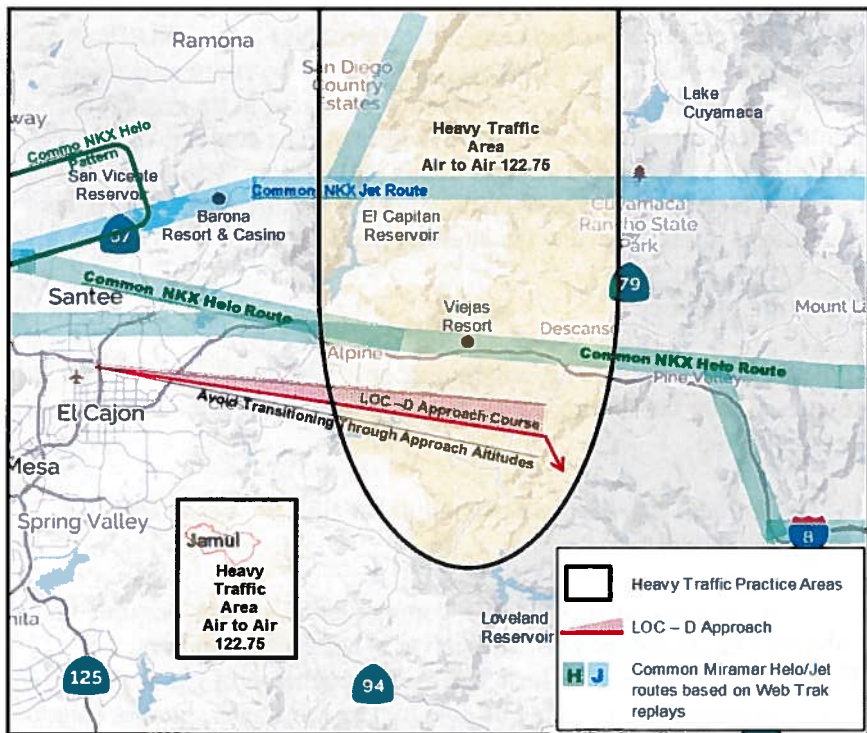 Ramona
San Diego
Country
Estates
Lake
Cuyamaca
way
Heavy Traffic
Area
Air to Air 122.75
Commo NKX Helo
Pattern
San Vicente
Reservoir
Common NKX Jet Route
Barona
Resort & Casino
El Capitan
Reservoir
Cuyamaca
Rancho State
Park
67
79
Santee
Common NKX Helo Route
Viejas
Resort
Descanso
Mount La
Alpine
Common NKX Helo Route
Pine Valley
El Cajon
LOC –D Approach Course
Avoid Transitioning Through Approach Altitudes
Mesa
Spring Valley
Jamul
Heavy
Traffic
Area
Air to Air
122.75
8
Loveland
Reservoir
nita
125
94
Heavy Traffic Practice Areas
LOC – D Approach
H J
Common Miramar Helo/Jet
routes based on Web Trak
replays